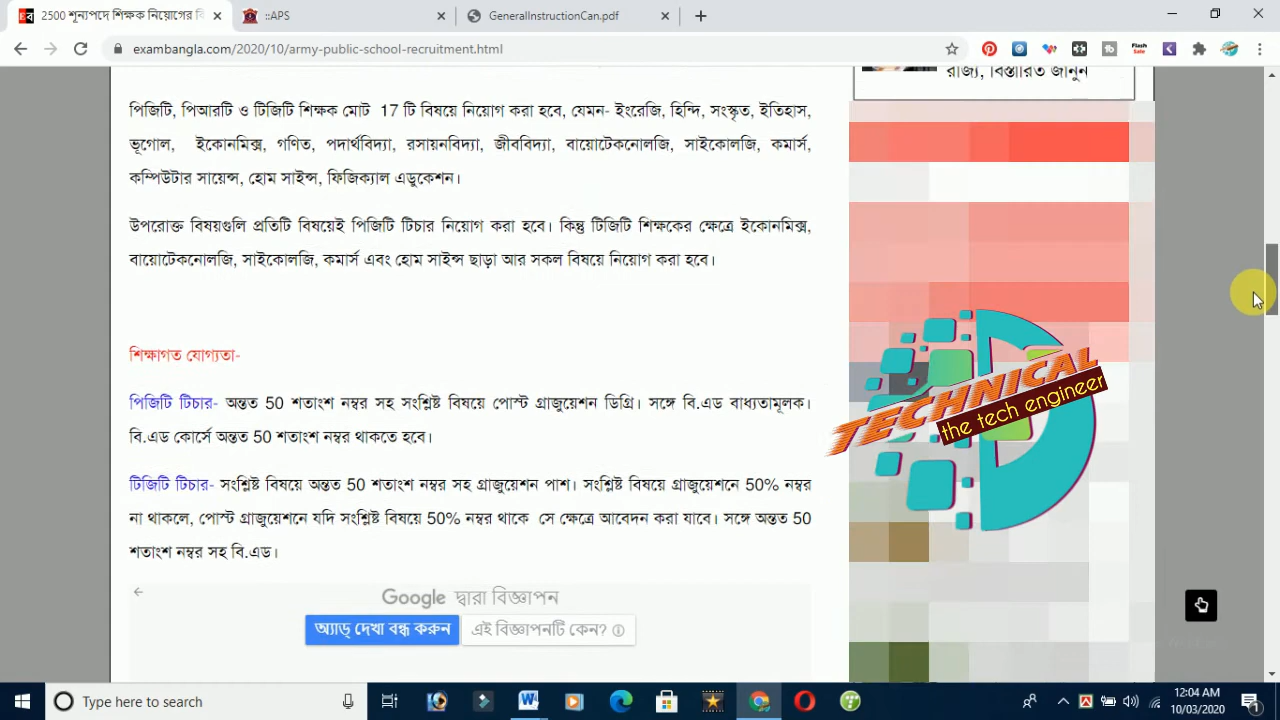 2500 শূন্যপদে শিক্ষক নিয়োগের বি
::APS
GeneralInstructionCan.pdf
exambangla.com/2020/10/army-public-school-recruitment.html
রাজ্য, বিস্তারিত জানুন
পিজিটি, পিআরটি ও টিজিটি শিক্ষক মোট 17 টি বিষয়ে নিয়োগ করা হবে, যেমন- ইংরেজি, হিন্দি, সংস্কৃত, ইতিহাস,
ভূগোল, ইকোনমিক্স, গণিত, পদার্থবিদ্যা, রসায়নবিদ্যা, জীববিদ্যা, বায়োটেকনোলজি, সাইকোলজি, কমার্স,
কম্পিউটার সায়েন্স, হোম সাইন্স, ফিজিক্যাল এডুকেশন।
উপরোক্ত বিষয়গুলি প্রতিটি বিষয়েই পিজিটি টিচার নিয়োগ করা হবে। কিন্তু টিজিটি শিক্ষকের ক্ষেত্রে ইকোনমিক্স,
বায়োটেকনোলজি, সাইকোলজি, কমার্স এবং হোম সাইন্স ছাড়া আর সকল বিষয়ে নিয়োগ করা হবে।
শিক্ষাগত যোগ্যতা-
পিজিটি টিচার- অন্তত 50 শতাংশ নম্বর সহ সংশ্লিষ্ট বিষয়ে পোস্ট গ্রাজুয়েশন ডিগ্রি। সঙ্গে বি.এড বাধ্যতামূলক।
বি.এড কোর্সে অন্তত 50 শতাংশ নম্বর থাকতে হবে।
টিজিটি টিচার- সংশ্লিষ্ট বিষয়ে অন্তত 50 শতাংশ নম্বর সহ গ্রাজুয়েশন পাশ। সংশ্লিষ্ট বিষয়ে গ্রাজুয়েশনে 50% নম্বর
না থাকলে, পোস্ট গ্রাজুয়েশনে যদি সংশ্লিষ্ট বিষয়ে 50% নম্বর থাকে সে ক্ষেত্রে আবেদন করা যাবে। সঙ্গে অন্তত 50
শতাংশ নম্বর সহ বি.এড।
TECHNICAL
the tech engineer
Google দ্বারা বিজ্ঞাপন
অ্যাড্ দেখা বন্ধ করুন
এই বিজ্ঞাপনটি কেন?
Type here to search
12:04 AM
10/03/2020